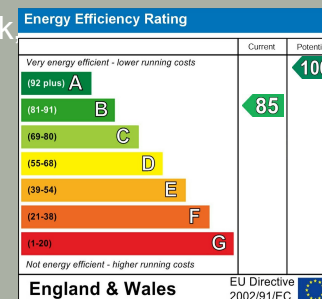 k,
Energy Efficiency Rating
Current
Potenti
Very energy efficient - lower running costs
(92 plus) A
100
(81-91) B
85
(69-80) C
(55-68) D
(39-54) E
(21-38) F
(1-20) G
Not energy efficient - higher running costs
England & Wales
EU Directive
2002/91/EC